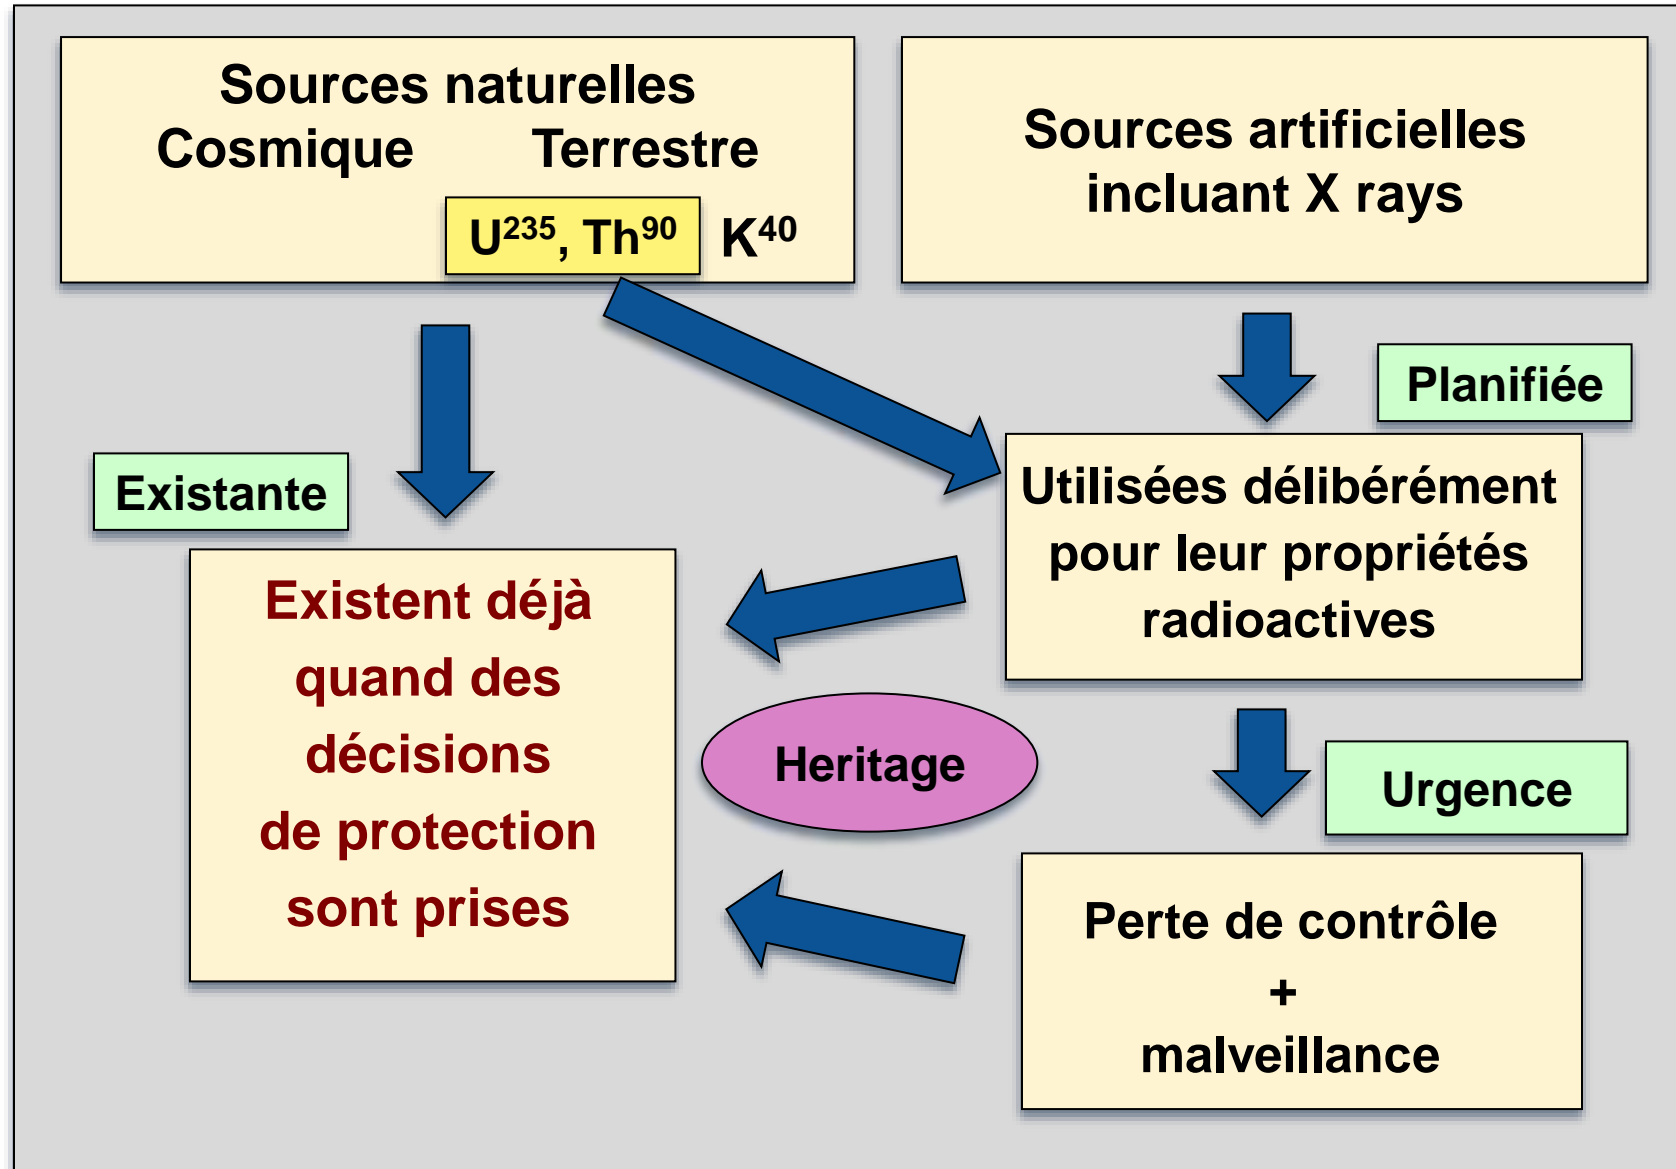 Sources naturelles
Cosmique Terrestre
U²³⁵, Th⁹⁰ K⁴⁰
Sources artificielles
incluant X rays
Planifiée
Existante
Utilisées délibérément
pour leur propriétés
radioactives
Existent déjà
quand des
décisions
de protection
sont prises
Heritage
Urgence
Perte de contrôle
+
malveillance